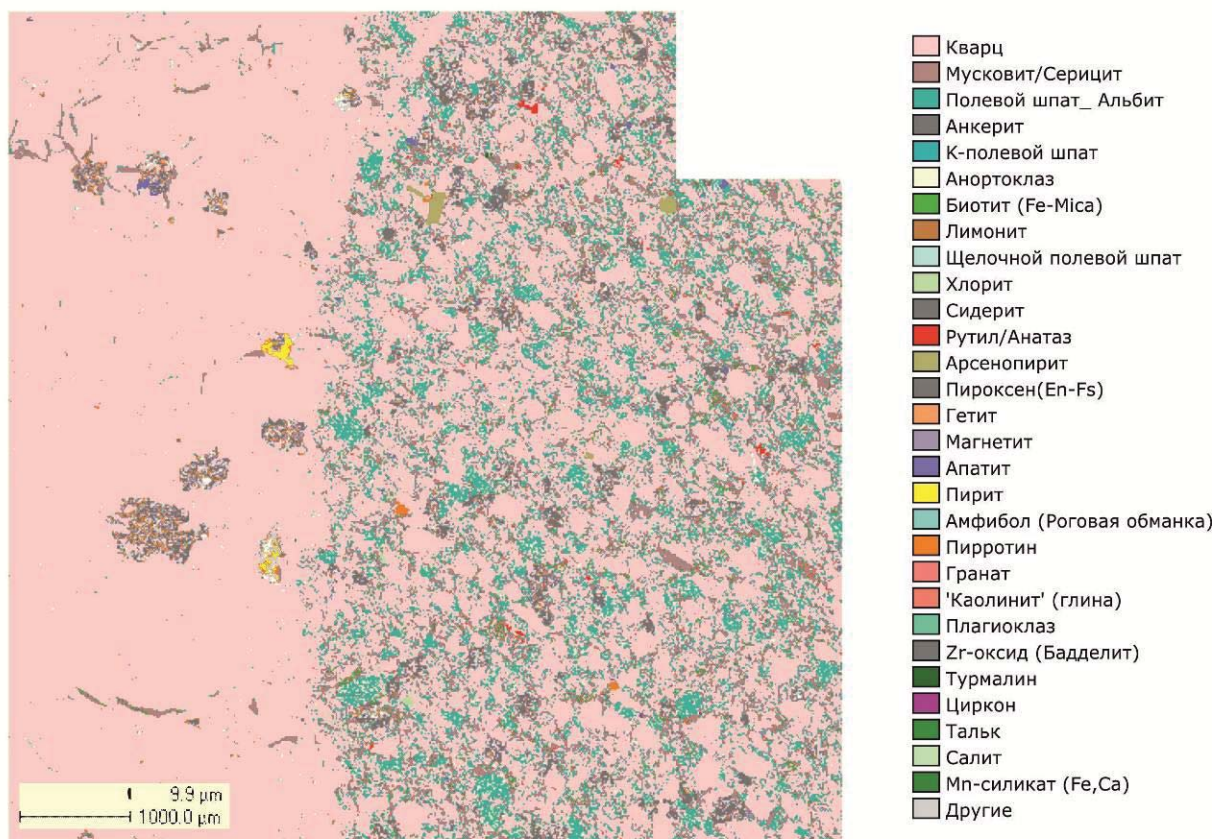 Кварц
Мусковит/Серицит
Полевой шпат_ Альбит
Анкерит
К-полевой шпат
Анортоклаз
Биотит (Fe-Mica)
Лимонит
Щелочной полевой шпат
Хлорит
Сидерит
Рутил/Анатаз
Арсенопирит
Пироксен(En-Fs)
Гетит
Магнетит
Апатит
Пирит
Амфибол (Роговая обманка)
Пирротин
Гранат
'Каолинит' (глина)
Плагиоклаз
Zr-оксид (Бадделит)
Турмалин
Циркон
Тальк
Салит
Mn-силикат (Fe,Ca)
Другие
9.9 µm
1000.0 µm